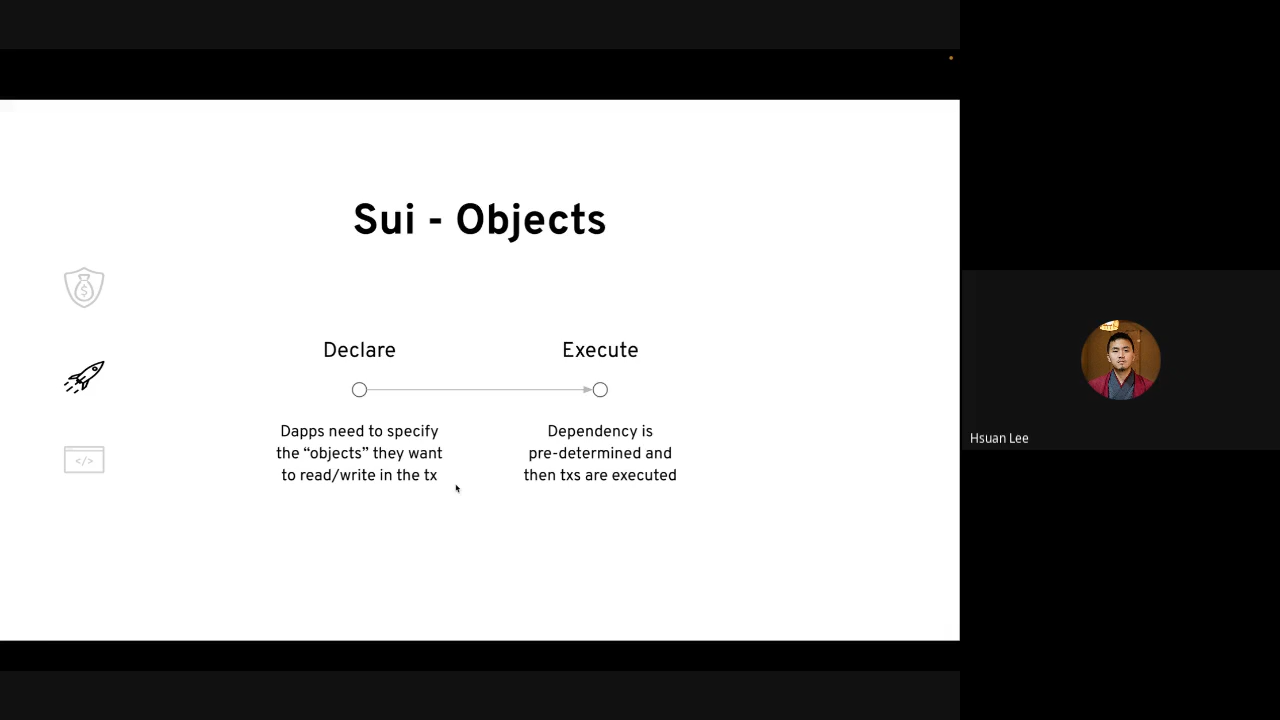 Sui - Objects
Declare
Execute
Dapps need to specify
the “objects” they want
to read/write in the tx
Dependency is
pre-determined and
then txs are executed
$
</>
Hsuan Lee